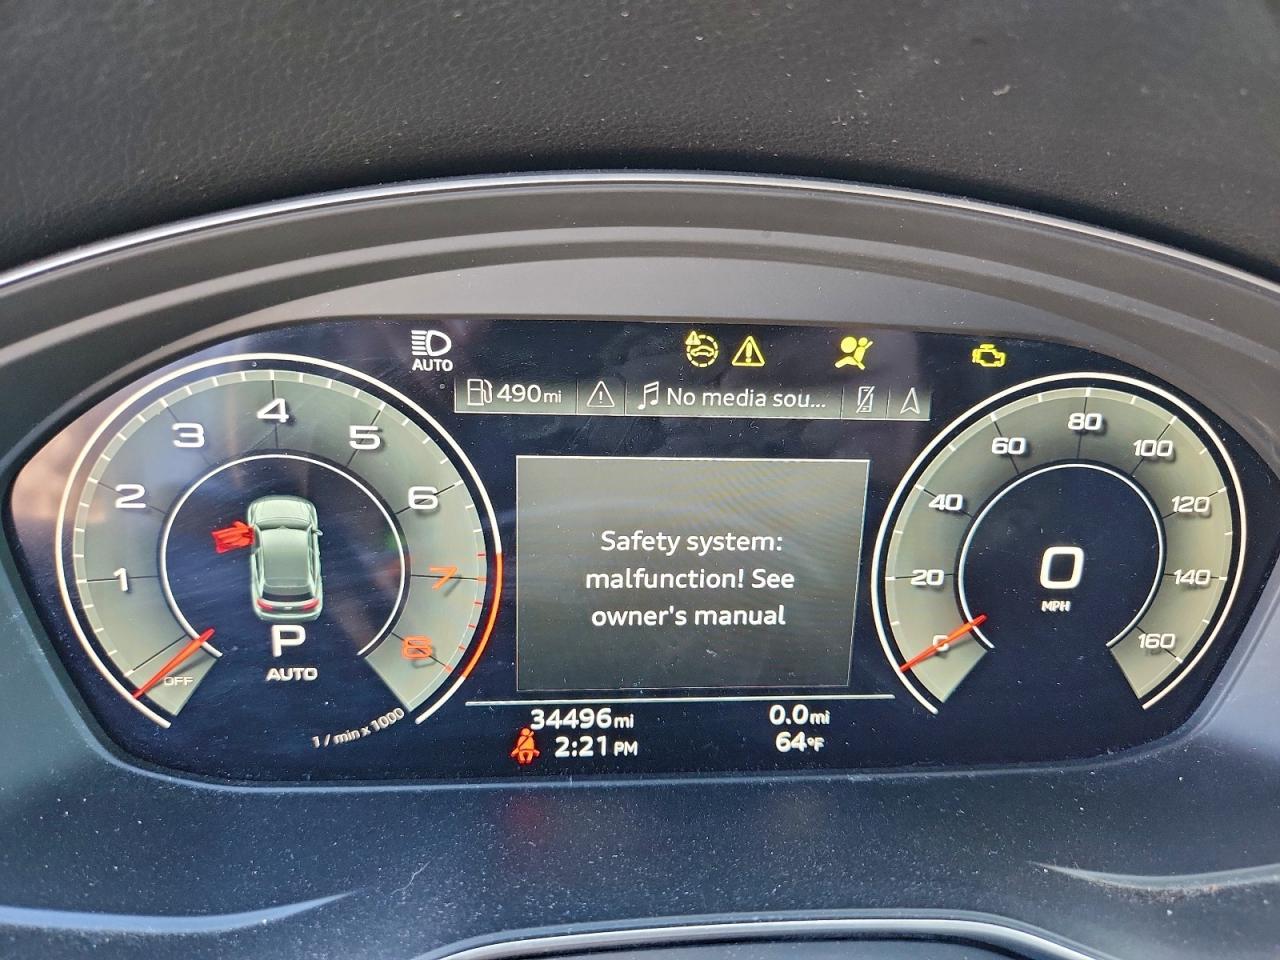 AUTO
490mi
No media sou...
1
2
3
4
5
6
7
8
OFF
P
AUTO
1 / min x 1000
Safety system:
malfunction! See
owner's manual
0
20
40
60
80
100
120
140
160
0
MPH
34496mi
0.0mi
2:21 PM
64°F